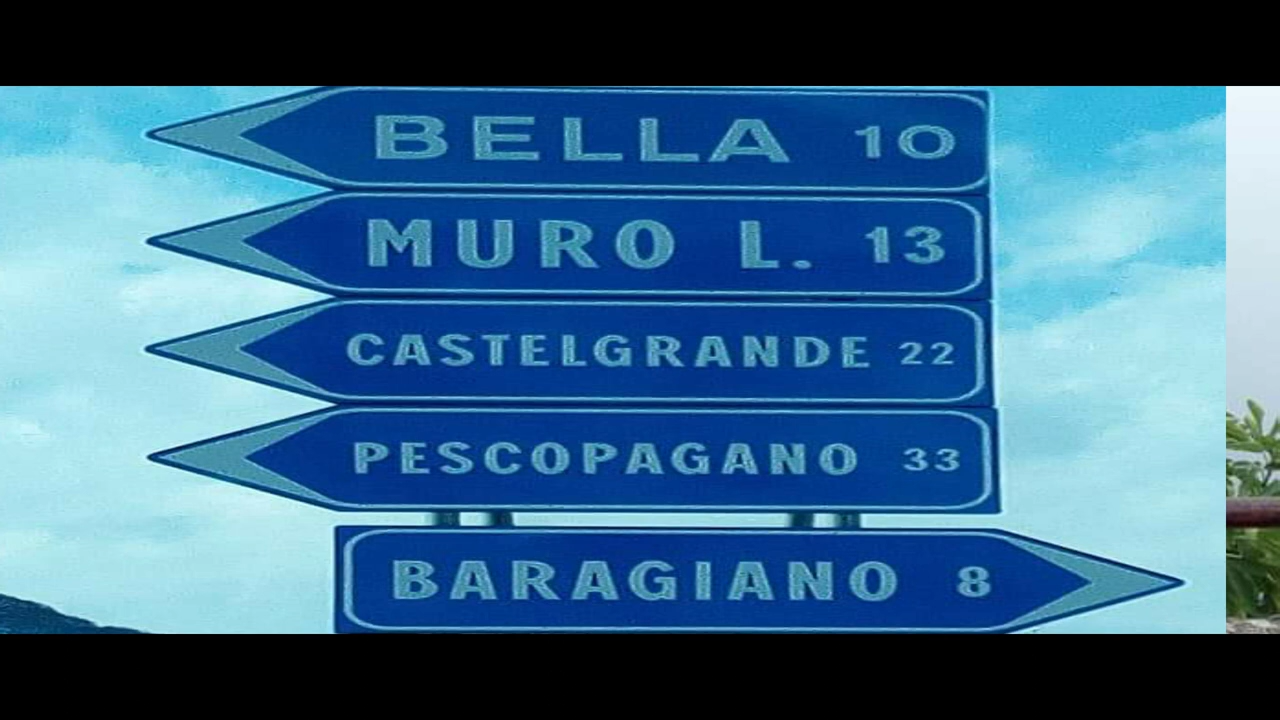 BELLA 10
MURO L. 13
CASTELGRANDE 22
PESCOPAGANO 33
BARAGIANO 8